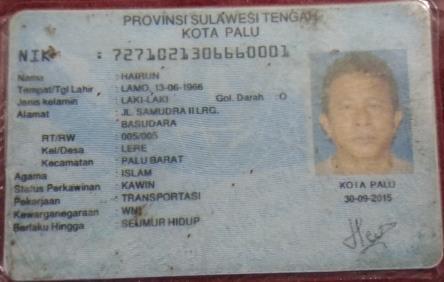 PROVINSI SULAWESI TENGAH
KOTA PALU
NIK : 7271021306660001
Nama : HARUN
Tempat/Tgl Lahir : LAMO, 13-06-1966
Jenis kelamin : LAKI-LAKI Gol. Darah O
Alamat : JL. SAMUDRA II LRG.
BASUDARA
RT/RW : 005/005
Kel/Desa : LERE
Kecamatan : PALU BARAT
Agama : ISLAM
Status Perkawinan : KAWIN
Pekerjaan : TRANSPORTASI
Kewarganegaraan : WNI
Berlaku Hingga : SEUMUR HIDUP
KOTA PALU
30-09-2015